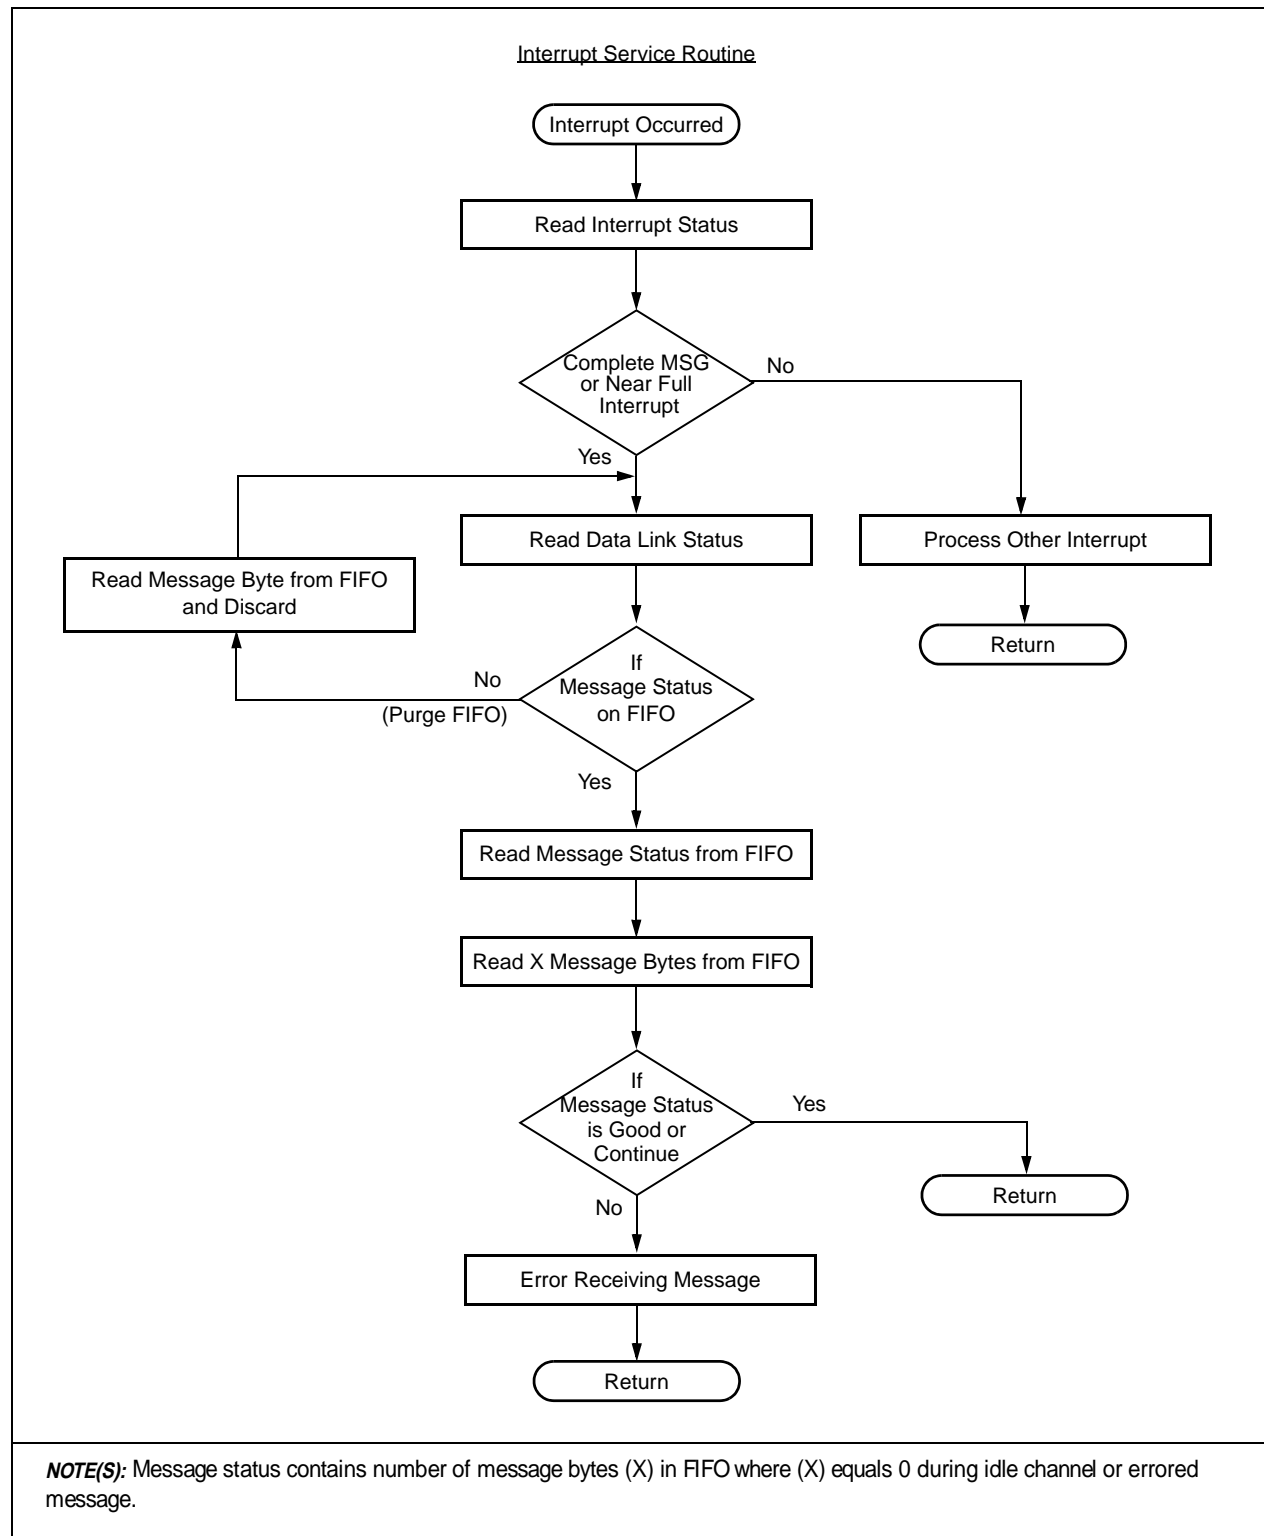 Interrupt Service Routine
Interrupt Occurred
Read Interrupt Status
Complete MSG
or Near Full
Interrupt
No
Yes
Read Data Link Status
Process Other Interrupt
Read Message Byte from FIFO
and Discard
Return
If
Message Status
on FIFO
No
(Purge FIFO)
Yes
Read Message Status from FIFO
Read X Message Bytes from FIFO
If
Message Status
is Good or
Continue
Yes
Return
No
Error Receiving Message
Return
NOTE(S): Message status contains number of message bytes (X) in FIFO where (X) equals 0 during idle channel or errored
message.